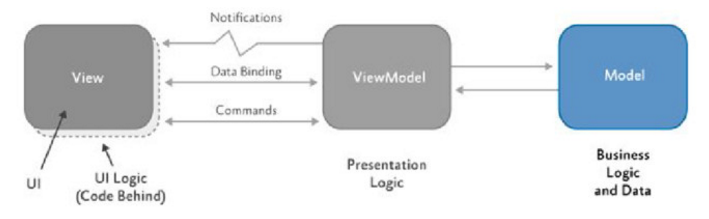 Notifications
View
Data Binding
ViewModel
Model
Commands
UI
UI Logic
(Code Behind)
Presentation
Logic
Business
Logic
and Data